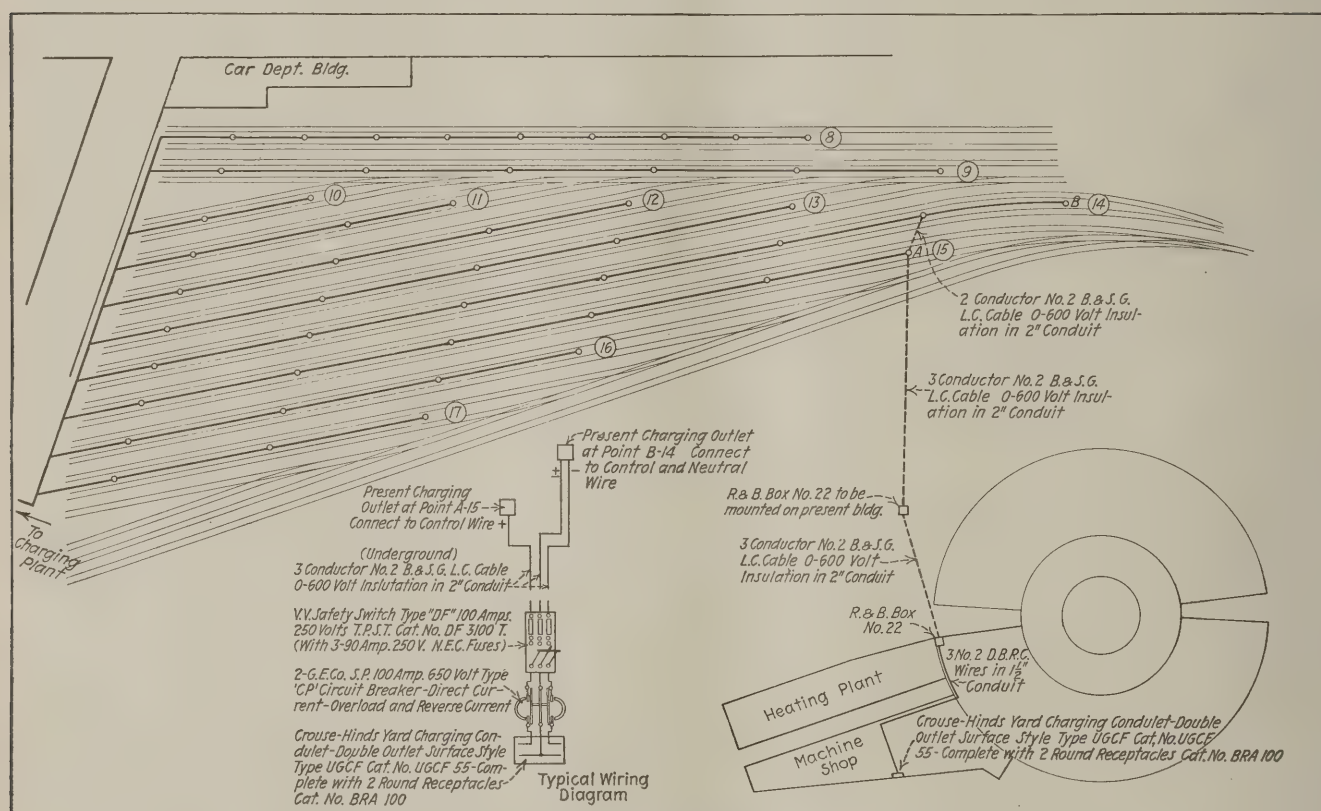 Car Dept. Bldg.
8
9
10
11
12
13
B 14
A 15
16
17
2 Conductor No.2 B.& S.G.
L.C. Cable 0-600 Volt Insul-
ation in 2" Conduit
3 Conductor No.2 B.& S.G.
L.C. Cable 0-600 Volt Insul-
ation in 2" Conduit
To
Charging
Plant
Present Charging Outlet
at Point B-14 Connect
to Control and Neutral
Wire
+ -
Present Charging
Outlet at Point A-15
Connect to Control Wire +
(Underground)
3 Conductor No.2 B.& S.G. L.C. Cable
0-600 Volt Inslutation in 2" Conduit
V.V. Safety Switch Type "DF" 100 Amps.
250 Volts T.P.S.T. Cat. No. DF 3100 T.
(With 3-90 Amp. 250 V. N.E.C. Fuses)
2-G.E.Co. S.P. 100 Amp. 650 Volt Type
'CP' Circuit Breaker-Direct Cur-
rent-Overload and Reverse Current
Crouse-Hinds Yard Charging Con-
dulet-Double Outlet Surface Style
Type UGCF Cat. No. UGCF 55-Com-
plete with 2 Round Receptacles
Cat. No. BRA 100
Typical Wiring
Diagram
R.& B. Box No. 22 to be
mounted on present bldg.
3 Conductor No.2 B.& S.G.
L.C. Cable 0-600 Volt
Insulation in 2" Conduit
R.& B. Box
No. 22
3 No. 2 D.B.R.C.
Wires in 1 1/2"
Conduit
Heating Plant
Machine
Shop
Crouse-Hinds Yard Charging Condulet-Double
Outlet Surface Style Type UGCF Cat. No. UGCF
55-Complete with 2 Round Receptacles Cat. No. BRA 100